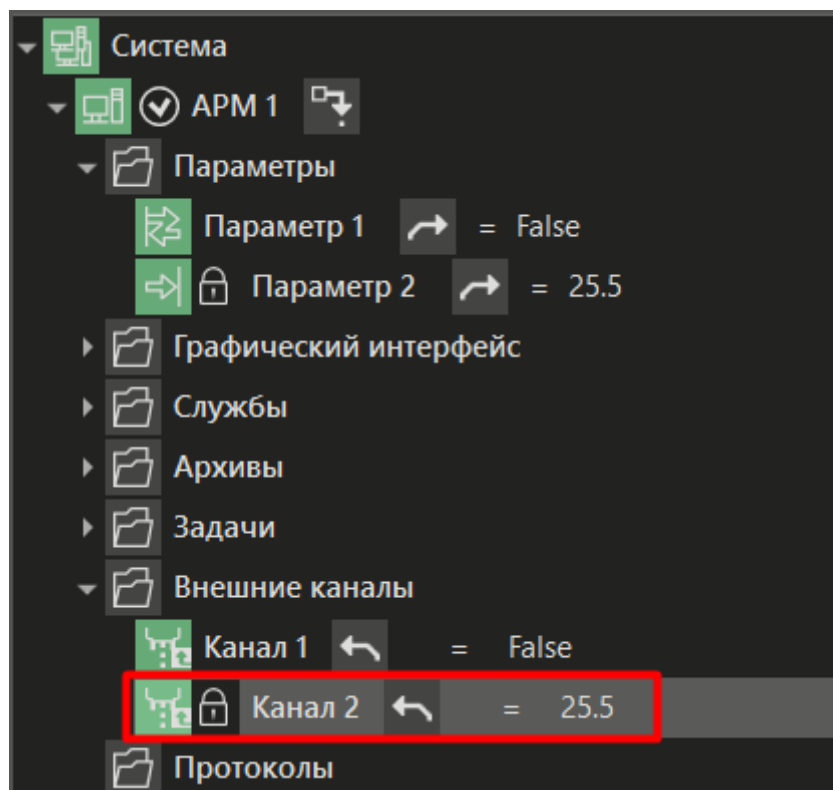 Система
АРМ 1
Параметры
Параметр 1 = False
Параметр 2 = 25.5
Графический интерфейс
Службы
Архивы
Задачи
Внешние каналы
Канал 1 = False
Канал 2 = 25.5
Протоколы